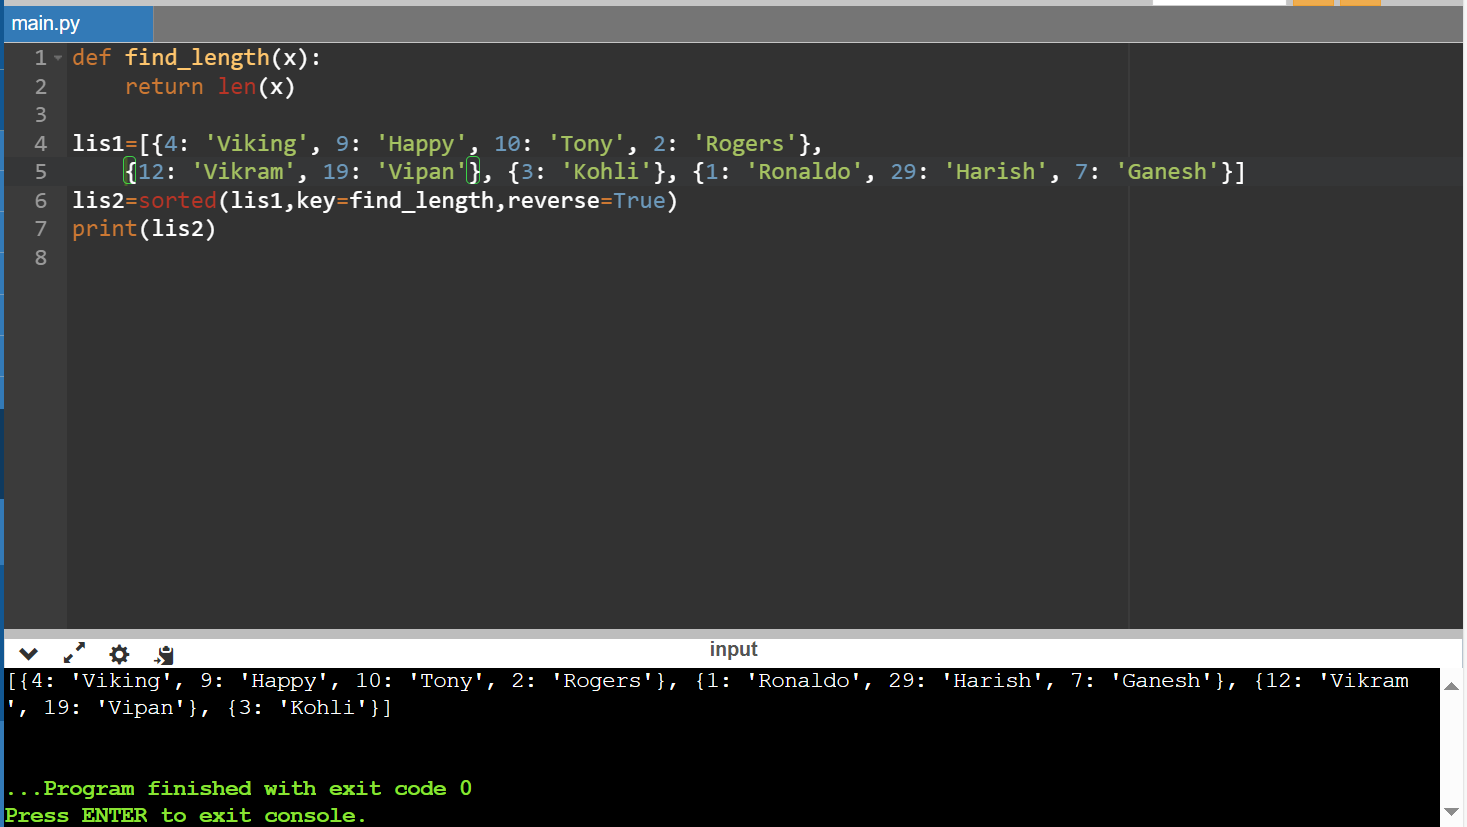 main.py
1 def find_length(x):
2     return len(x)
3
4 lis1=[{4: 'Viking', 9: 'Happy', 10: 'Tony', 2: 'Rogers'},
5     {12: 'Vikram', 19: 'Vipan'}, {3: 'Kohli'}, {1: 'Ronaldo', 29: 'Harish', 7: 'Ganesh'}]
6 lis2=sorted(lis1,key=find_length,reverse=True)
7 print(lis2)
8
input
[{4: 'Viking', 9: 'Happy', 10: 'Tony', 2: 'Rogers'}, {1: 'Ronaldo', 29: 'Harish', 7: 'Ganesh'}, {12: 'Vikram
', 19: 'Vipan'}, {3: 'Kohli'}]
...Program finished with exit code 0
Press ENTER to exit console.